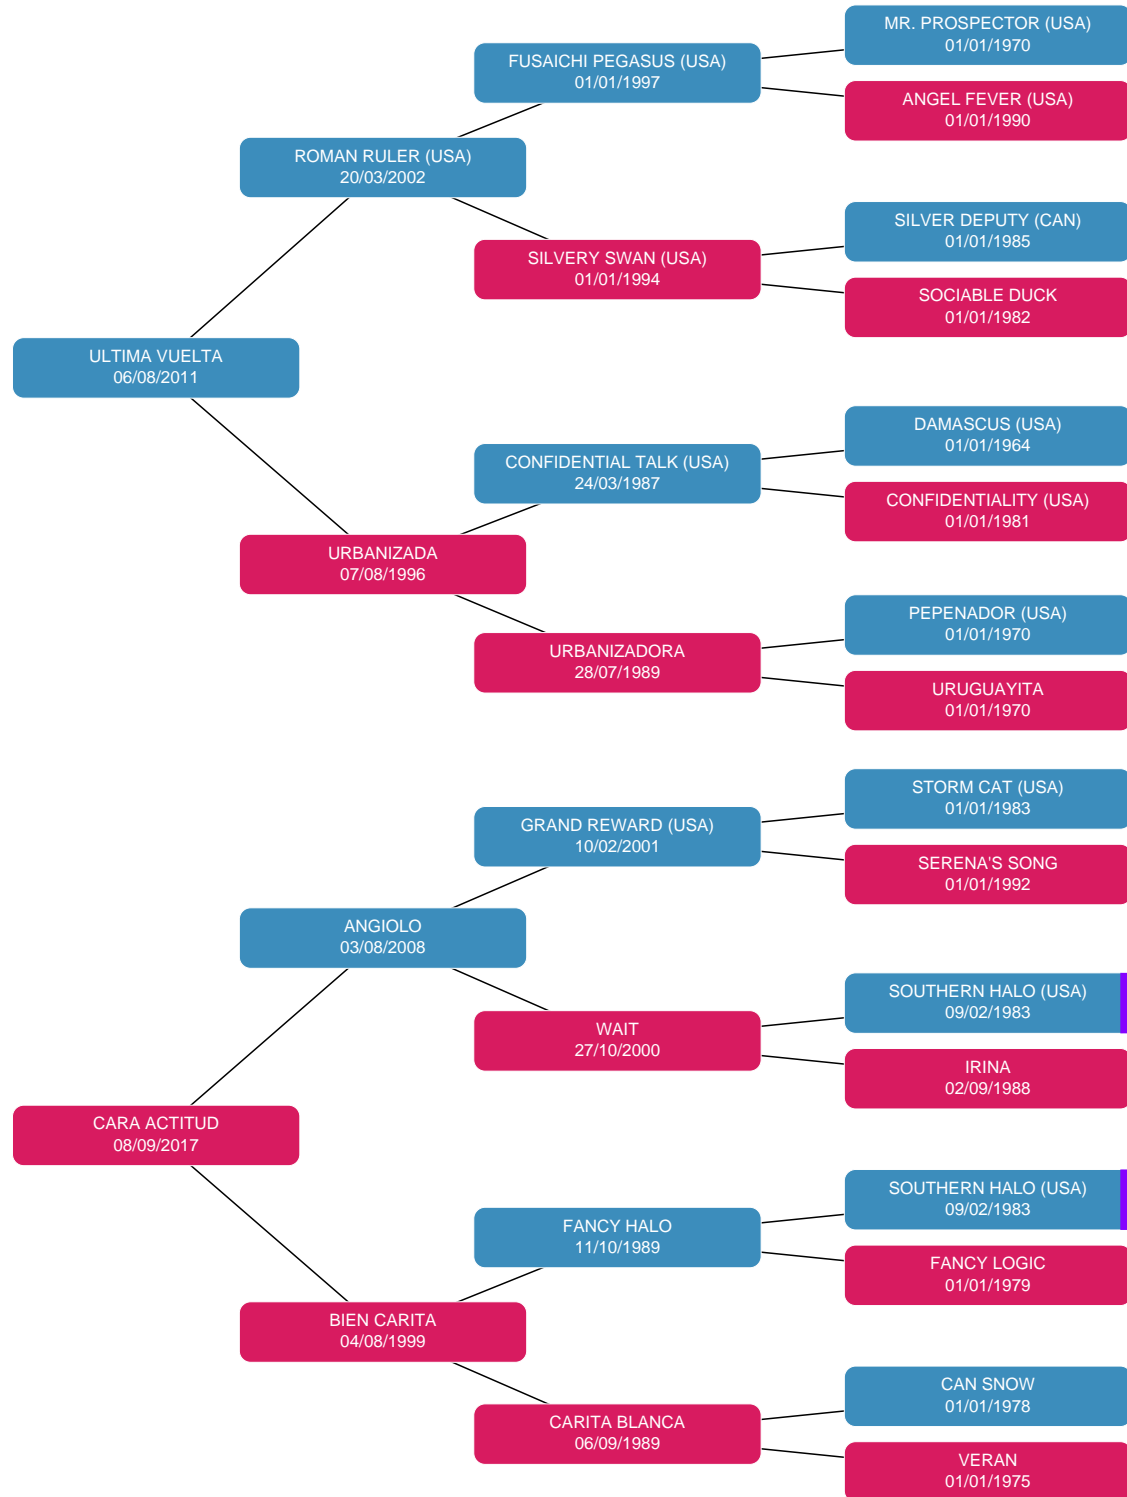 MR. PROSPECTOR (USA)
01/01/1970
FUSAICHI PEGASUS (USA)
01/01/1997
ANGEL FEVER (USA)
01/01/1990
ROMAN RULER (USA)
20/03/2002
SILVER DEPUTY (CAN)
01/01/1985
SILVERY SWAN (USA)
01/01/1994
SOCIABLE DUCK
01/01/1982
ULTIMA VUELTA
06/08/2011
DAMASCUS (USA)
01/01/1964
CONFIDENTIAL TALK (USA)
24/03/1987
CONFIDENTIALITY (USA)
01/01/1981
URBANIZADA
07/08/1996
PEPENADOR (USA)
01/01/1970
URBANIZADORA
28/07/1989
URUGUAYITA
01/01/1970
STORM CAT (USA)
01/01/1983
GRAND REWARD (USA)
10/02/2001
SERENA'S SONG
01/01/1992
ANGIOLO
03/08/2008
SOUTHERN HALO (USA)
09/02/1983
WAIT
27/10/2000
IRINA
02/09/1988
CARA ACTITUD
08/09/2017
SOUTHERN HALO (USA)
09/02/1983
FANCY HALO
11/10/1989
FANCY LOGIC
01/01/1979
BIEN CARITA
04/08/1999
CAN SNOW
01/01/1978
CARITA BLANCA
06/09/1989
VERAN
01/01/1975